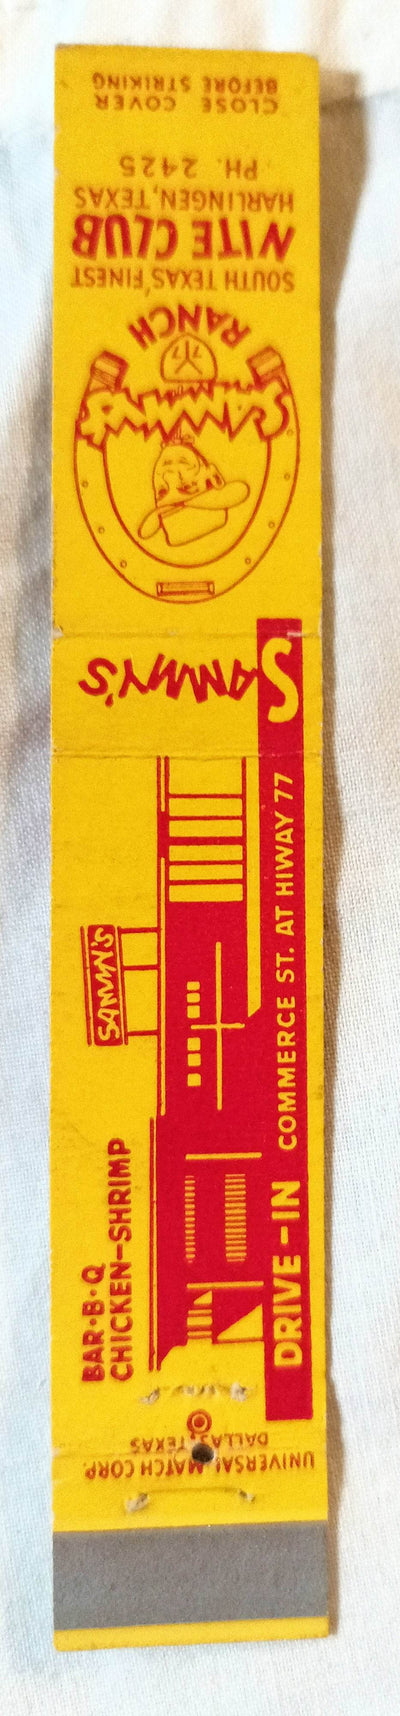 CLOSE COVER
BEFORE STRIKING
SAMMY'S
RANCH
SOUTH TEXAS' FINEST
NITE CLUB
HARLINGEN, TEXAS
PH. 2425
SAMMY'S
SAMMY'S
BAR·B·Q
CHICKEN-SHRIMP
DRIVE-IN COMMERCE ST. AT HIWAY 77
UNIVERSAL MATCH CORP.
DALLAS, TEXAS